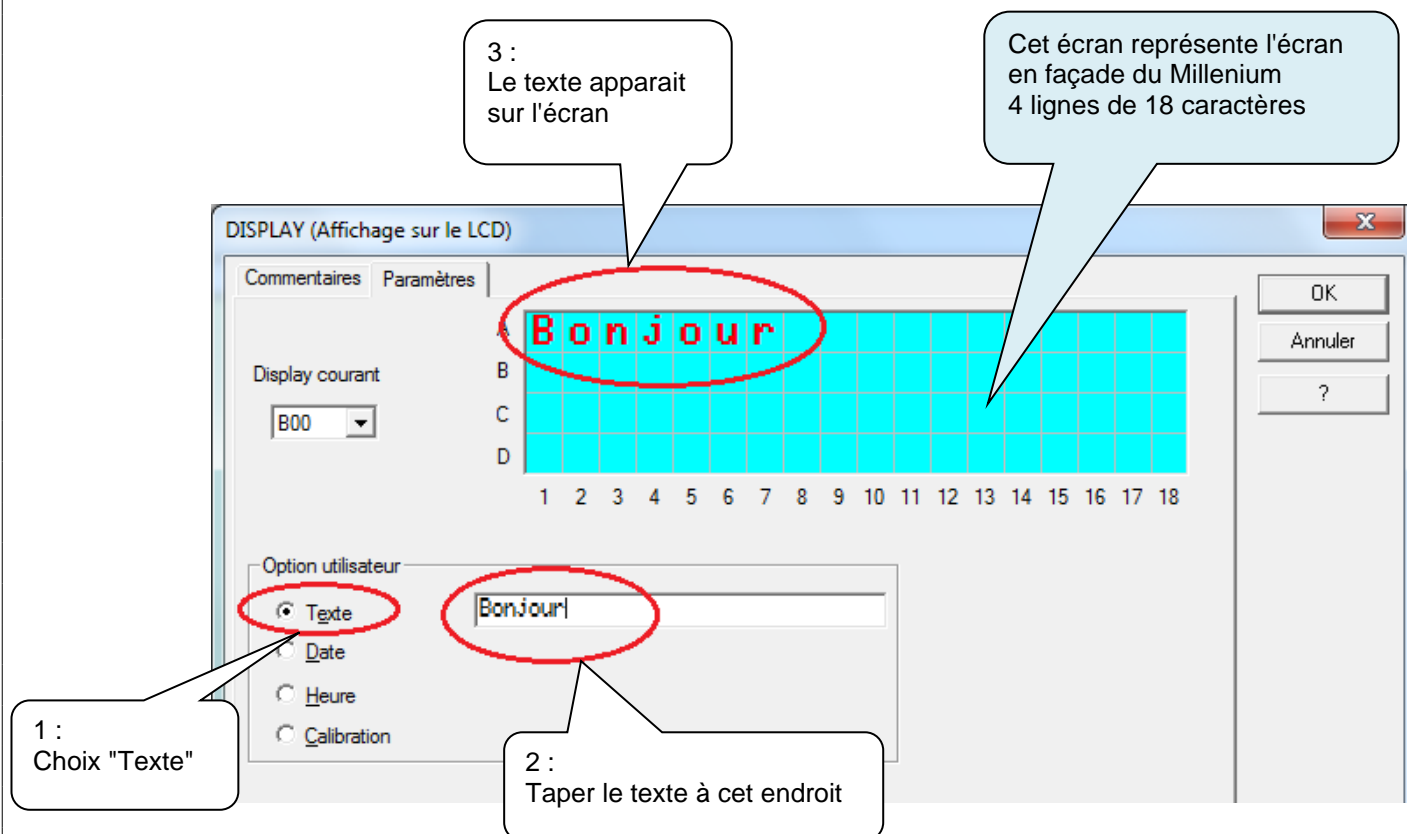 3 :
Le texte apparait
sur l'écran
Cet écran représente l'écran
en façade du Millenium
4 lignes de 18 caractères
DISPLAY (Affichage sur le LCD)
x
Commentaires Paramètres
OK
Annuler
?
Display courant
B00
A Bonjour
B
C
D
1 2 3 4 5 6 7 8 9 10 11 12 13 14 15 16 17 18
Option utilisateur
Texte
Bonjour
Date
Heure
Calibration
1 :
Choix "Texte"
2 :
Taper le texte à cet endroit